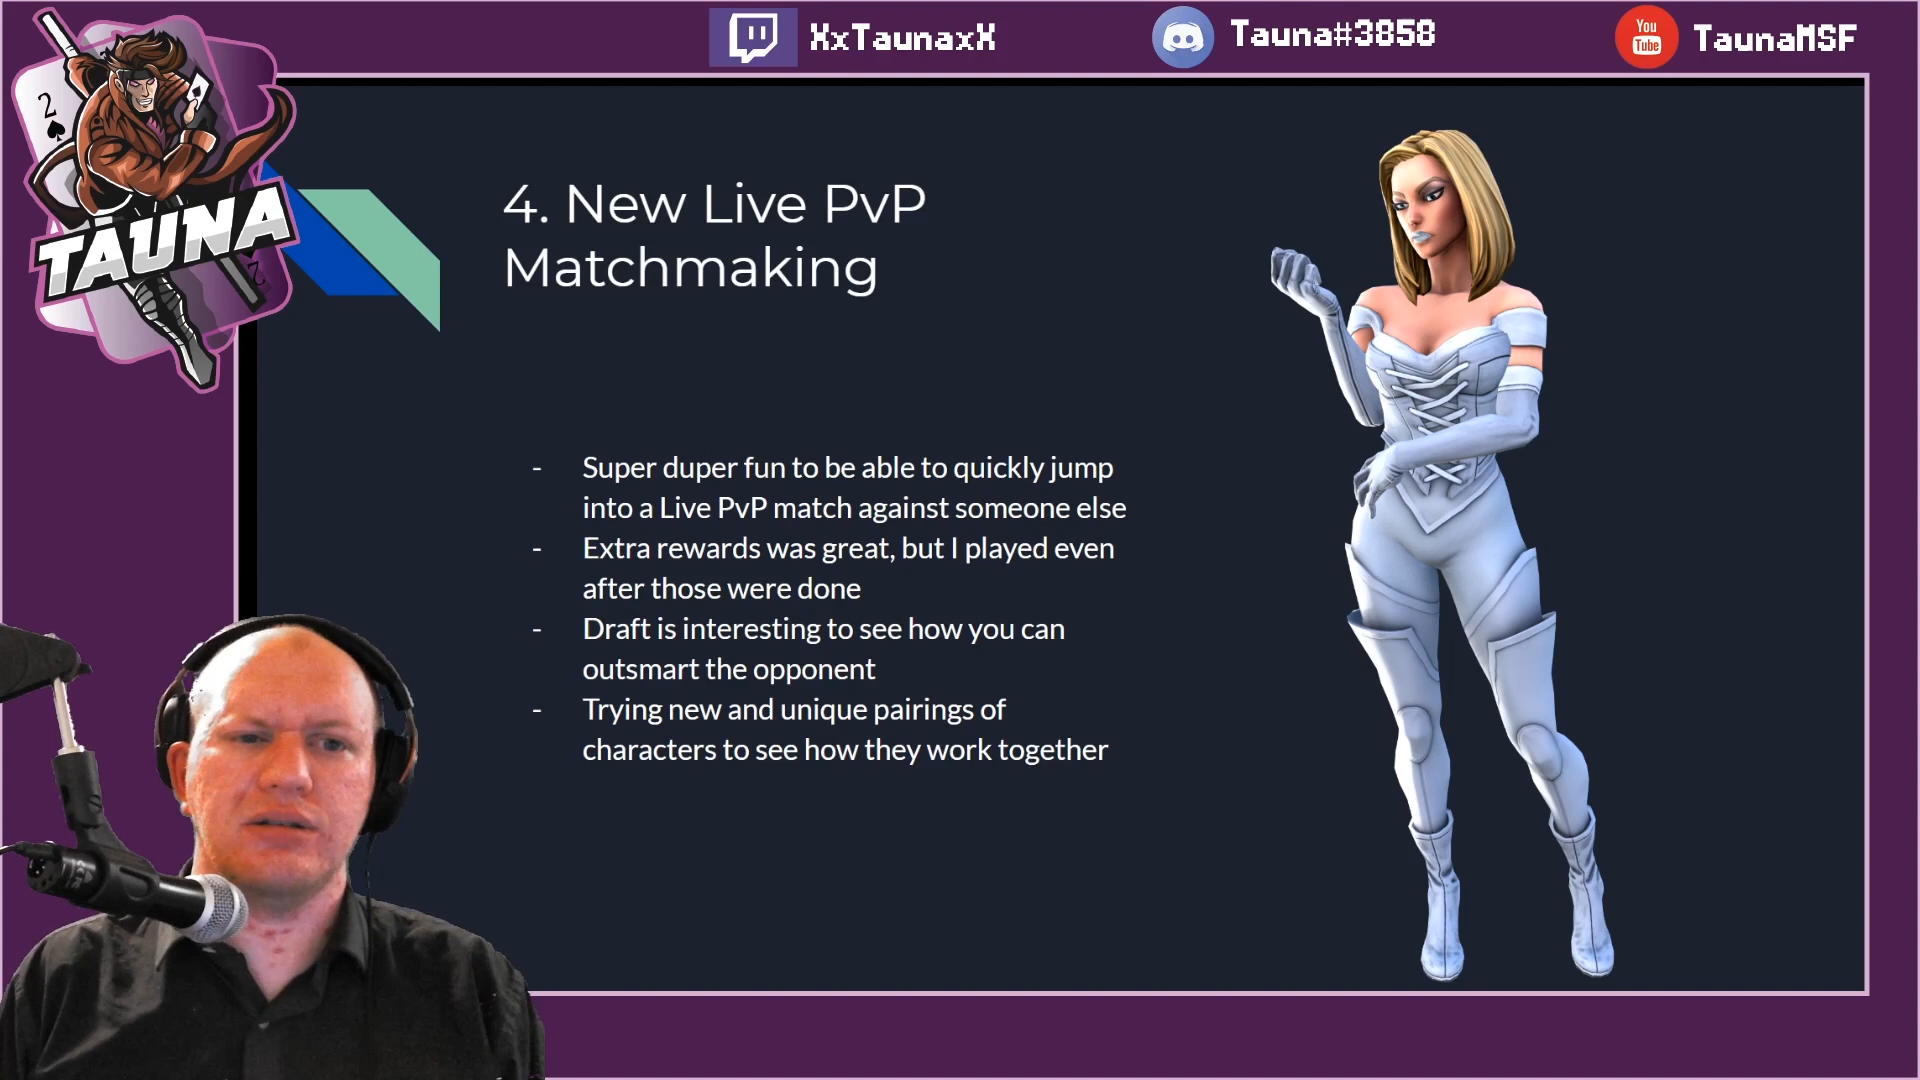 XxTaunaxX
Tauna#3858
You
Tube
TaunaMSF
2
TAUNA
2
4. New Live PvP
Matchmaking
- Super duper fun to be able to quickly jump
into a Live PvP match against someone else
- Extra rewards was great, but I played even
after those were done
- Draft is interesting to see how you can
outsmart the opponent
- Trying new and unique pairings of
characters to see how they work together